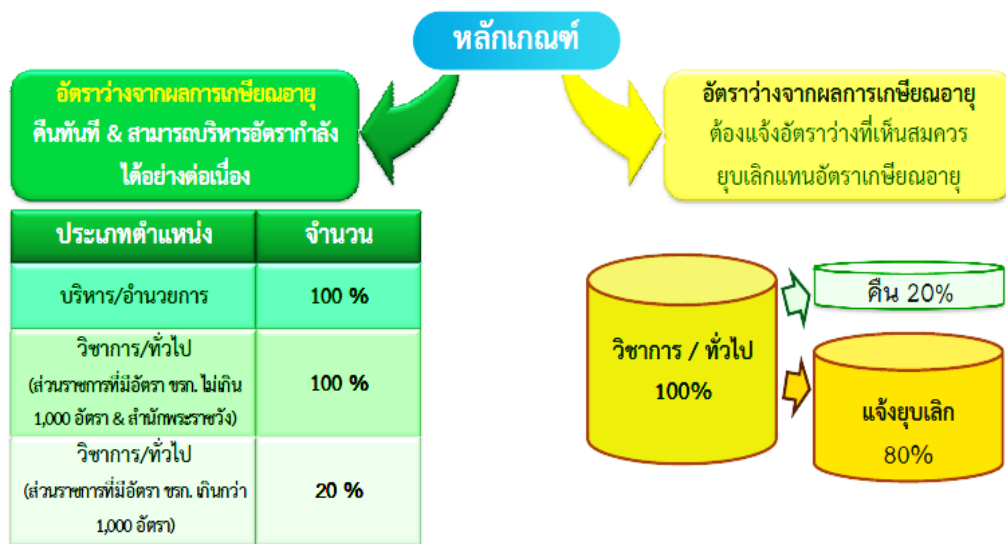 หลักเกณฑ์
อัตราว่างจากผลการเกษียณอายุ
คืนทันที & สามารถบริหารอัตรากำลัง
ได้อย่างต่อเนื่อง
ประเภทตำแหน่ง จำนวน
บริหาร/อำนวยการ 100 %
วิชาการ/ทั่วไป
(ส่วนราชการที่มีอัตรา ขรก. ไม่เกิน
1,000 อัตรา & สำนักพระราชวัง)
100 %
วิชาการ/ทั่วไป
(ส่วนราชการที่มีอัตรา ขรก. เกินกว่า
1,000 อัตรา)
20 %
อัตราว่างจากผลการเกษียณอายุ
ต้องแจ้งอัตราว่างที่เห็นสมควร
ยุบเลิกแทนอัตราเกษียณอายุ
วิชาการ / ทั่วไป
100%
คืน 20%
แจ้งยุบเลิก
80%